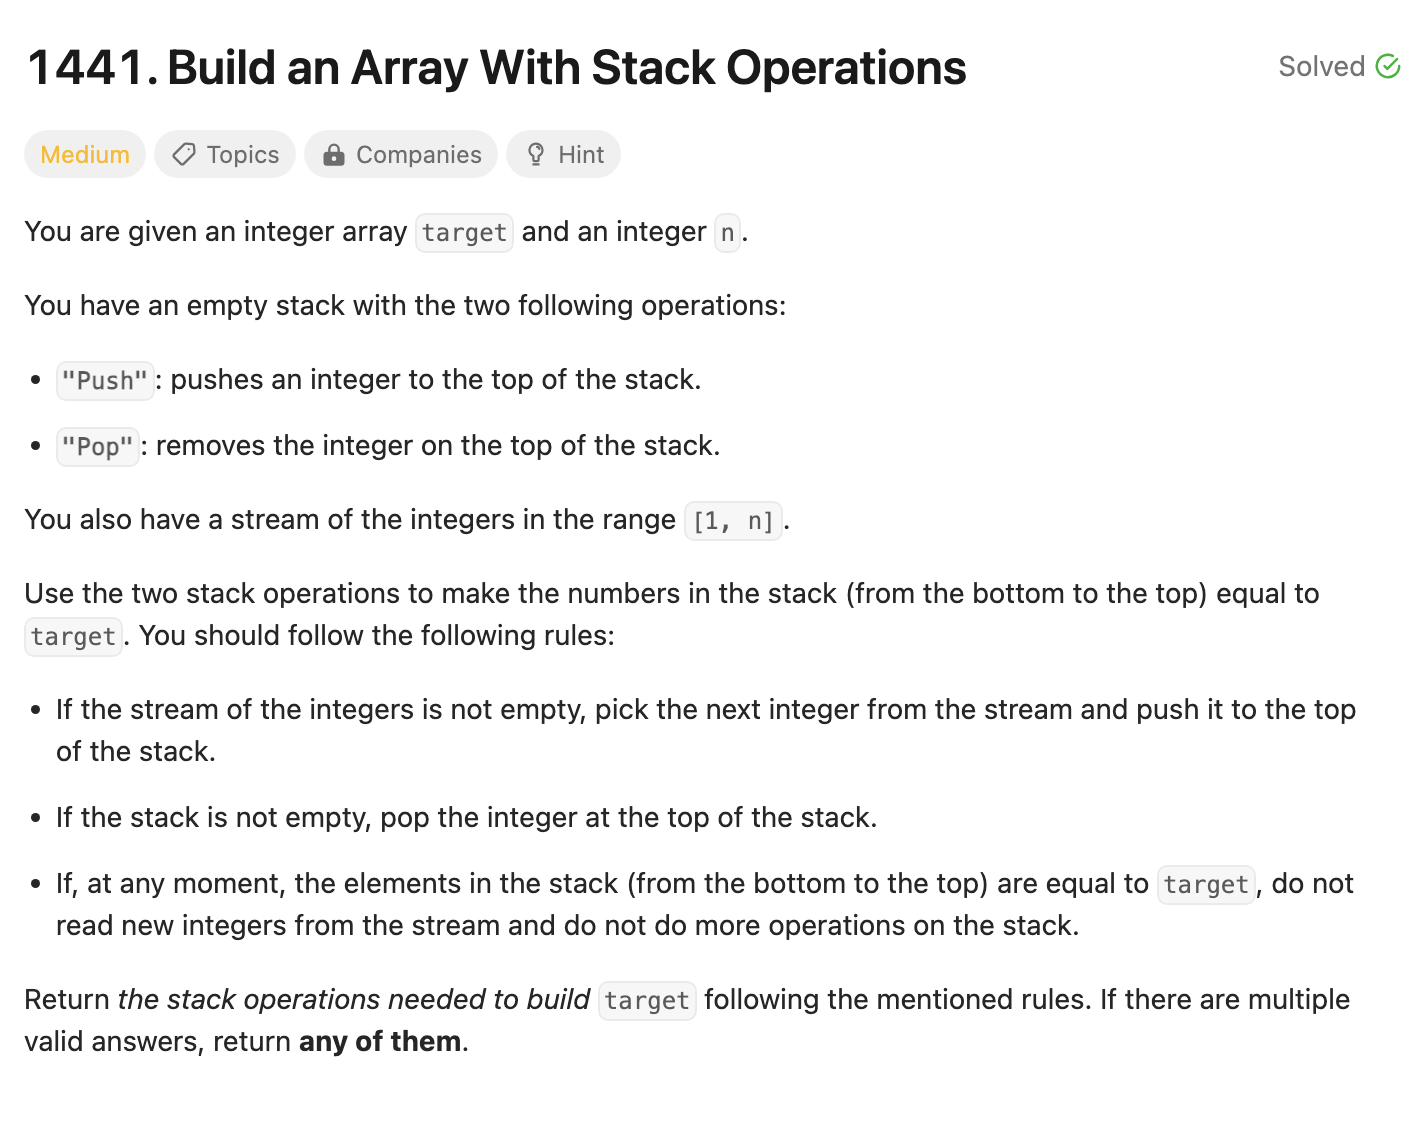 1441. Build an Array With Stack Operations
Solved
Medium Topics Companies Hint
You are given an integer array target and an integer n.
You have an empty stack with the two following operations:
• "Push": pushes an integer to the top of the stack.
• "Pop": removes the integer on the top of the stack.
You also have a stream of the integers in the range [1, n].
Use the two stack operations to make the numbers in the stack (from the bottom to the top) equal to
target. You should follow the following rules:
• If the stream of the integers is not empty, pick the next integer from the stream and push it to the top
of the stack.
• If the stack is not empty, pop the integer at the top of the stack.
• If, at any moment, the elements in the stack (from the bottom to the top) are equal to target, do not
read new integers from the stream and do not do more operations on the stack.
Return the stack operations needed to build target following the mentioned rules. If there are multiple
valid answers, return any of them.